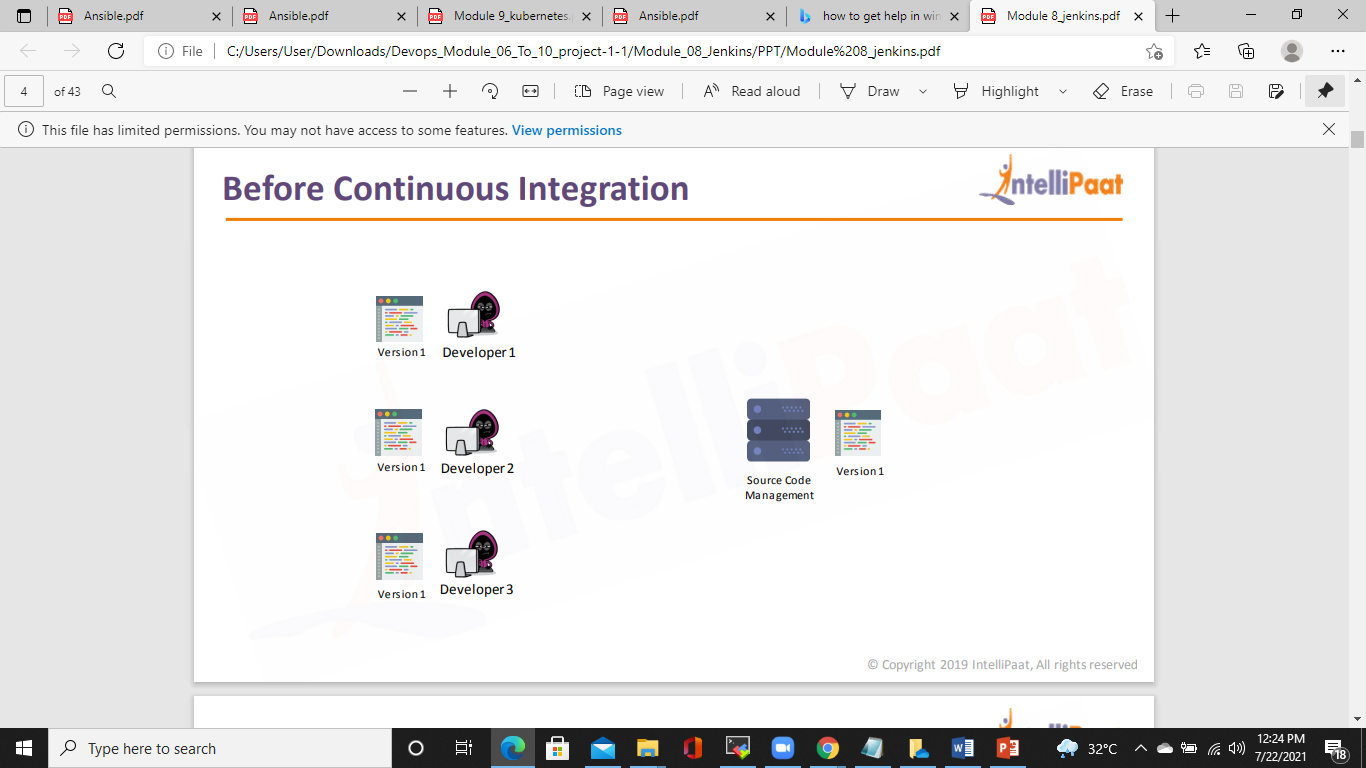 Ansible.pdf
Ansible.pdf
Module 9_kubernetes.
Ansible.pdf
how to get help in win
Module 8_jenkins.pdf
File
C:/Users/User/Downloads/Devops_Module_06_To_10_project-1-1/Module_08_Jenkins/PPT/Module%208_jenkins.pdf
4 of 43
Page view
Read aloud
Draw
Highlight
Erase
This file has limited permissions. You may not have access to some features. View permissions
Before Continuous Integration
IntelliPaat
Version 1
Developer 1
Version 1
Developer 2
Source Code
Management
Version 1
Version 1
Developer 3
IntelliPaat
© Copyright 2019 IntelliPaat, All rights reserved
Type here to search
32°C
12:24 PM
7/22/2021
18